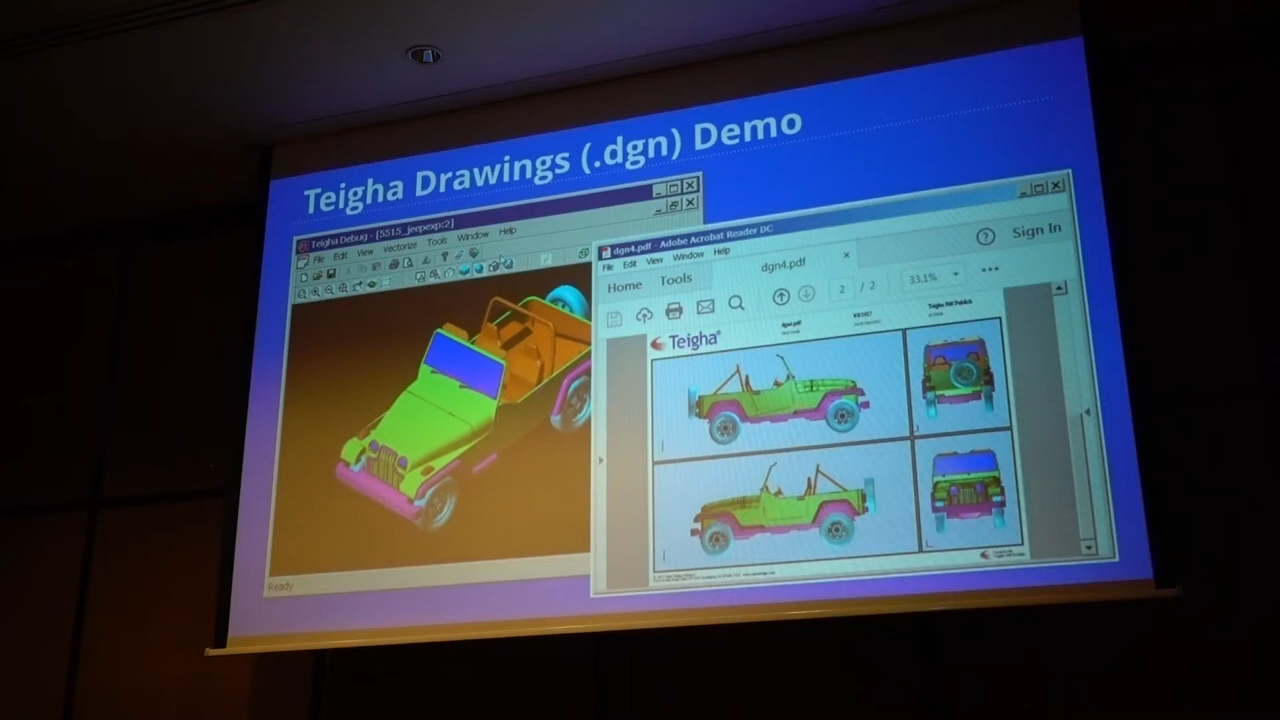 Teigha Drawings (.dgn) Demo
Teigha Debug - [5515_jeepexp:2]
File Edit View Vectorize Tools Window Help
Ready
dgn4.pdf - Adobe Acrobat Reader DC
File Edit View Window Help
Home Tools dgn4.pdf × ? Sign In
2 / 2 33.1%
Teigha®